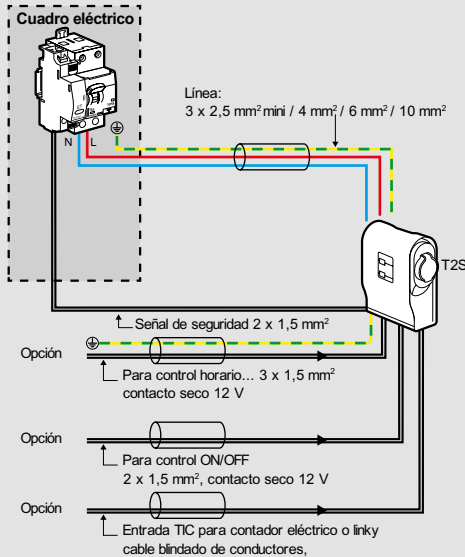 Cuadro eléctrico
Línea:
3 x 2,5 mm² mini / 4 mm² / 6 mm² / 10 mm²
N L
T2S
Señal de seguridad 2 x 1,5 mm²
Opción
Para control horario... 3 x 1,5 mm²
contacto seco 12 V
Opción
Para control ON/OFF
2 x 1,5 mm², contacto seco 12 V
Opción
Entrada TIC para contador eléctrico o linky
cable blindado de conductores,